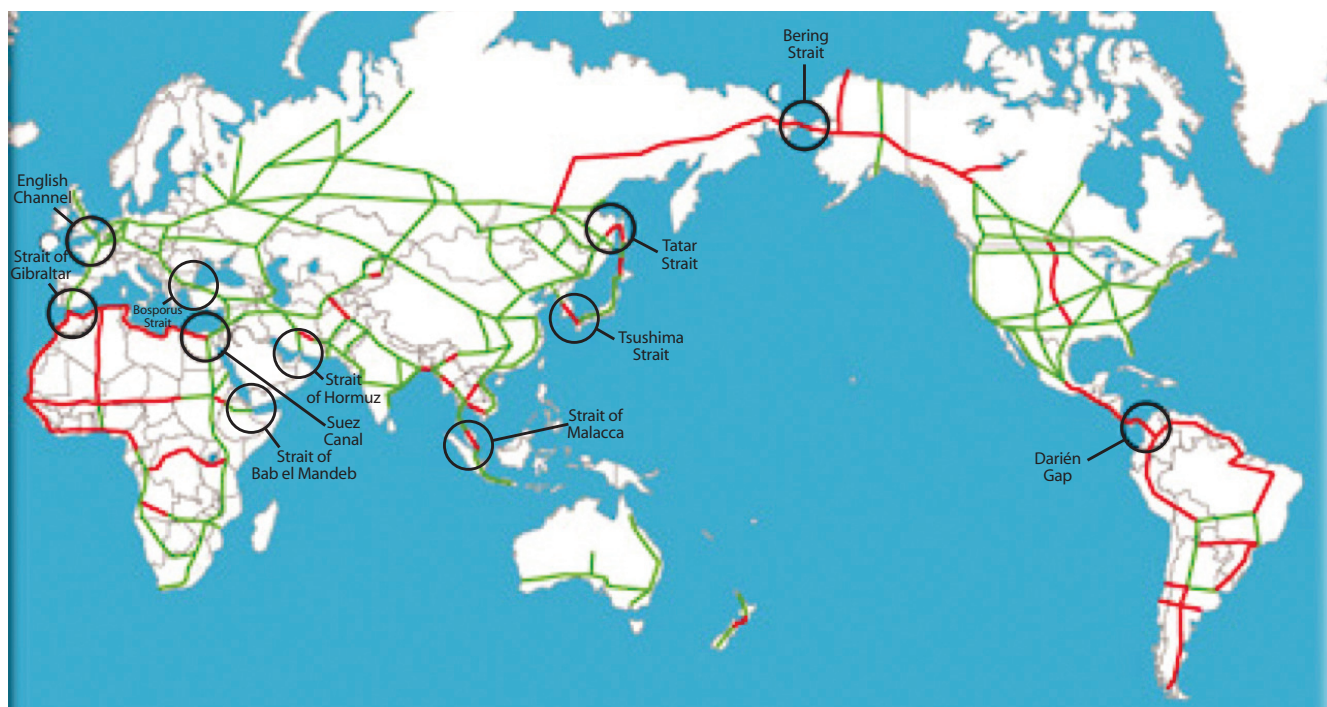 Bering
Strait
English
Channel
Strait of
Gibraltar
Bosporus
Strait
Tatar
Strait
Tsushima
Strait
Strait
of Hormuz
Suez
Canal
Strait of
Bab el Mandeb
Strait of
Malacca
Darién
Gap